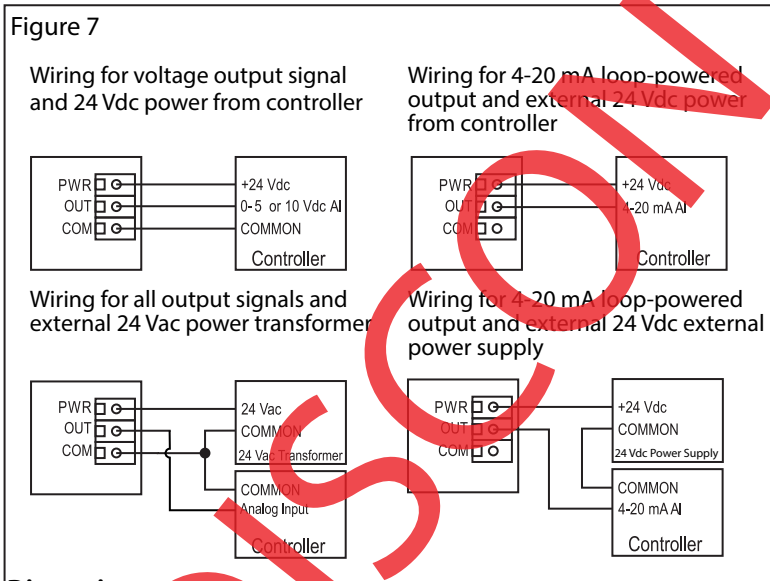 Figure 7
Wiring for voltage output signal
and 24 Vdc power from controller
PWR
OUT
COM
+24 Vdc
0-5 or 10 Vdc AI
COMMON
Controller
Wiring for 4-20 mA loop-powered
output and external 24 Vdc power
from controller
PWR
OUT
COM
+24 Vdc
4-20 mA AI
Controller
Wiring for all output signals and
external 24 Vac power transformer
PWR
OUT
COM
24 Vac
COMMON
24 Vac Transformer
COMMON
Analog Input
Controller
Wiring for 4-20 mA loop-powered
output and external 24 Vdc external
power supply
PWR
OUT
COM
+24 Vdc
COMMON
24 Vdc Power Supply
COMMON
4-20 mA AI
Controller
ISCON